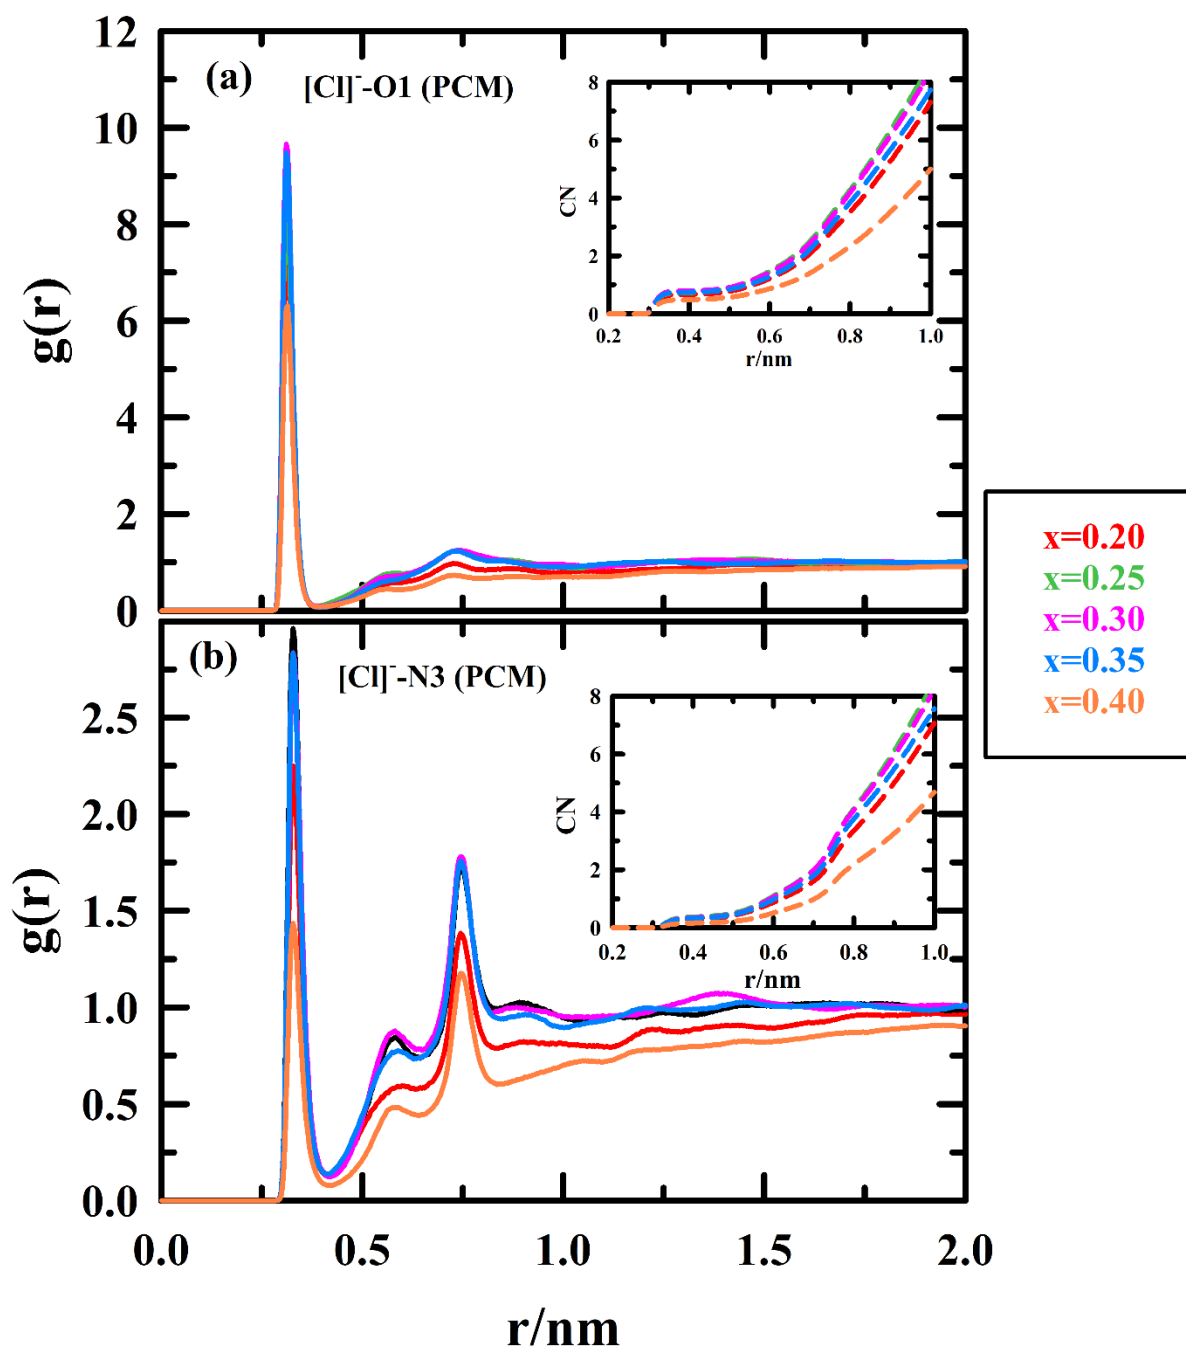 12
10
8
6
4
2
0
g(r)
(a)
[Cl]⁻-O1 (PCM)
8
6
4
2
0
CN
0.2 0.4 0.6 0.8 1.0
r/nm
x=0.20
x=0.25
x=0.30
x=0.35
x=0.40
2.5
2.0
1.5
1.0
0.5
0.0
g(r)
(b)
[Cl]⁻-N3 (PCM)
8
6
4
2
0
CN
0.2 0.4 0.6 0.8 1.0
r/nm
0.0 0.5 1.0 1.5 2.0
r/nm